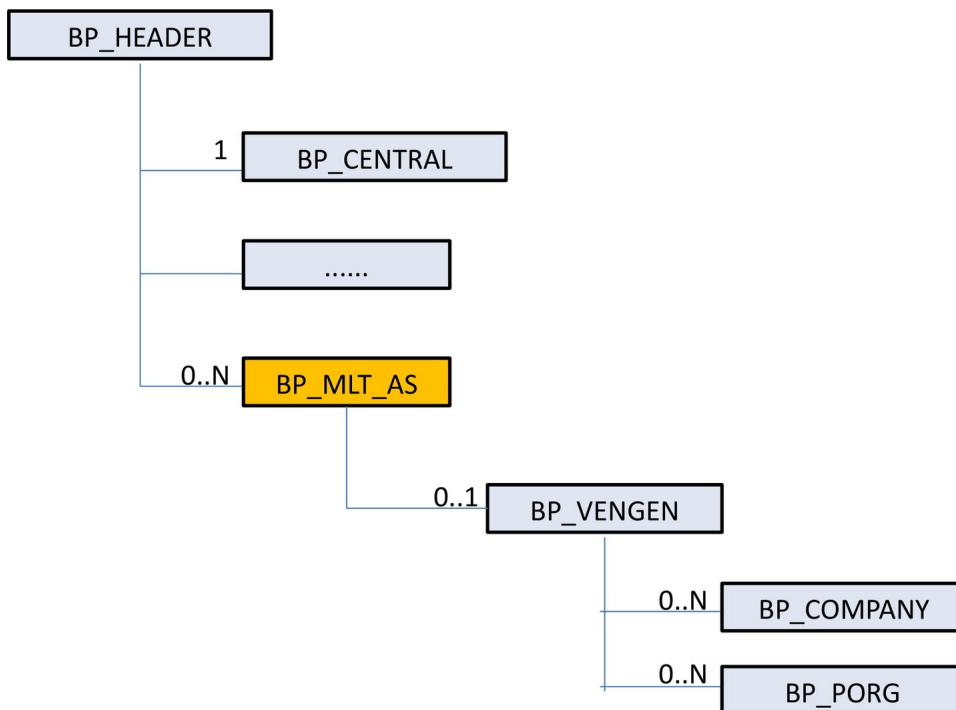 BP_HEADER
1
BP_CENTRAL
......
0..N
BP_MLT_AS
0..1
BP_VENGEN
0..N
BP_COMPANY
0..N
BP_PORG